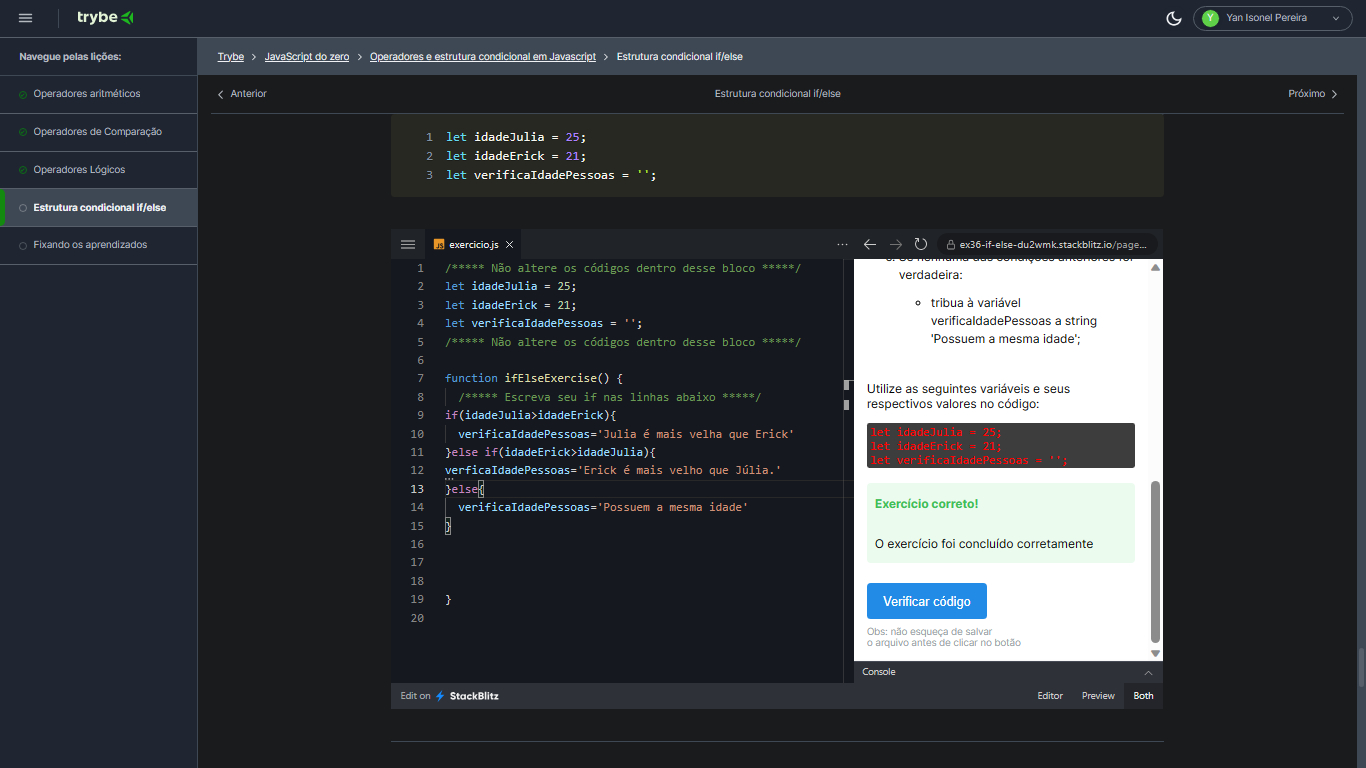 trybe
Y Yan Isonel Pereira
Navegue pelas lições:
Operadores aritméticos
Operadores de Comparação
Operadores Lógicos
Estrutura condicional if/else
Fixando os aprendizados
Trybe > JavaScript do zero > Operadores e estrutura condicional em Javascript > Estrutura condicional if/else
Anterior
Estrutura condicional if/else
Próximo
1 let idadeJulia = 25;
2 let idadeErick = 21;
3 let verificaIdadePessoas = '';
JS exercicio.js
1 /***** Não altere os códigos dentro desse bloco *****/
2 let idadeJulia = 25;
3 let idadeErick = 21;
4 let verificaIdadePessoas = '';
5 /***** Não altere os códigos dentro desse bloco *****/
6
7 function ifElseExercise() {
8 /***** Escreva seu if nas linhas abaixo *****/
9 if(idadeJulia>idadeErick){
10 verificaIdadePessoas='Julia é mais velha que Erick'
11 }else if(idadeErick>idadeJulia){
12 verficaIdadePessoas='Erick é mais velho que Júlia.'
13 }else{
14 verificaIdadePessoas='Possuem a mesma idade'
15 }
16
17
18
19 }
20
ex36-if-else-du2wmk.stackblitz.io/page...
Se nenhuma das condições anteriores for
verdadeira:
tribua à variável
verificaIdadePessoas a string
'Possuem a mesma idade';
Utilize as seguintes variáveis e seus
respectivos valores no código:
let idadeJulia = 25;
let idadeErick = 21;
let verificaIdadePessoas = '';
Exercício correto!
O exercício foi concluído corretamente
Verificar código
Obs: não esqueça de salvar
o arquivo antes de clicar no botão
Console
Edit on StackBlitz
Editor Preview Both